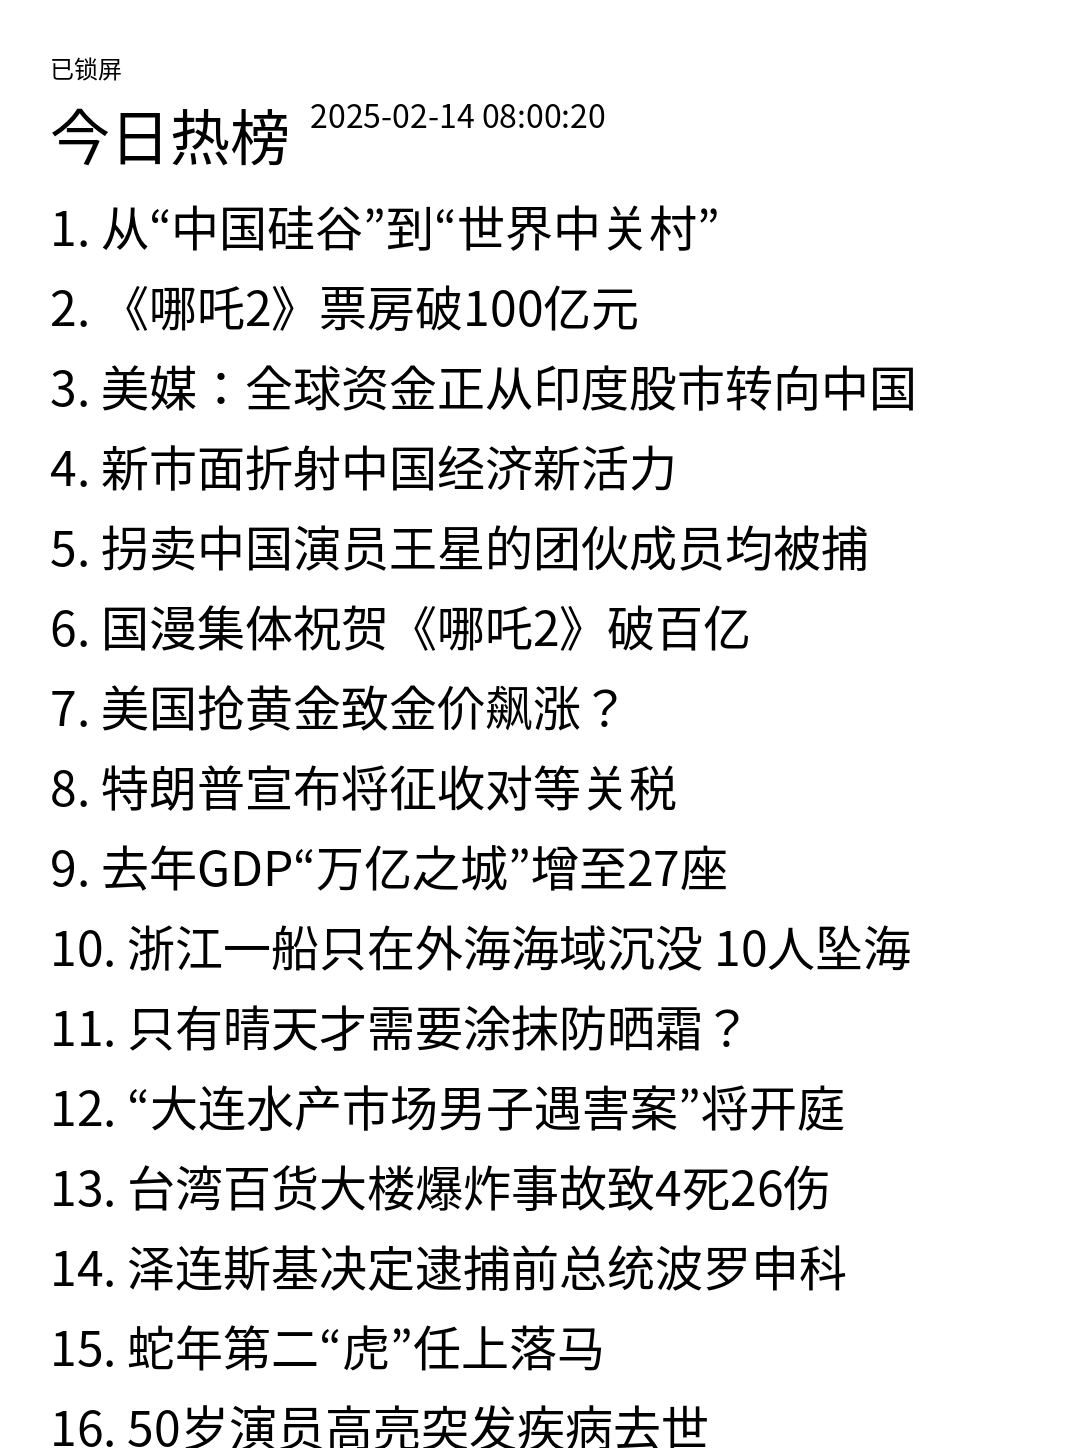 已锁屏
今日热榜 2025-02-14 08:00:20
1. 从“中国硅谷”到“世界中关村”
2. 《哪吒2》票房破100亿元
3. 美媒：全球资金正从印度股市转向中国
4. 新市面折射中国经济新活力
5. 拐卖中国演员王星的团伙成员均被捕
6. 国漫集体祝贺《哪吒2》破百亿
7. 美国抢黄金致金价飙涨？
8. 特朗普宣布将征收对等关税
9. 去年GDP“万亿之城”增至27座
10. 浙江一船只在外海海域沉没 10人坠海
11. 只有晴天才需要涂抹防晒霜？
12. “大连水产市场男子遇害案”将开庭
13. 台湾百货大楼爆炸事故致4死26伤
14. 泽连斯基决定逮捕前总统波罗申科
15. 蛇年第二“虎”任上落马
16. 50岁演员高亮突发疾病去世